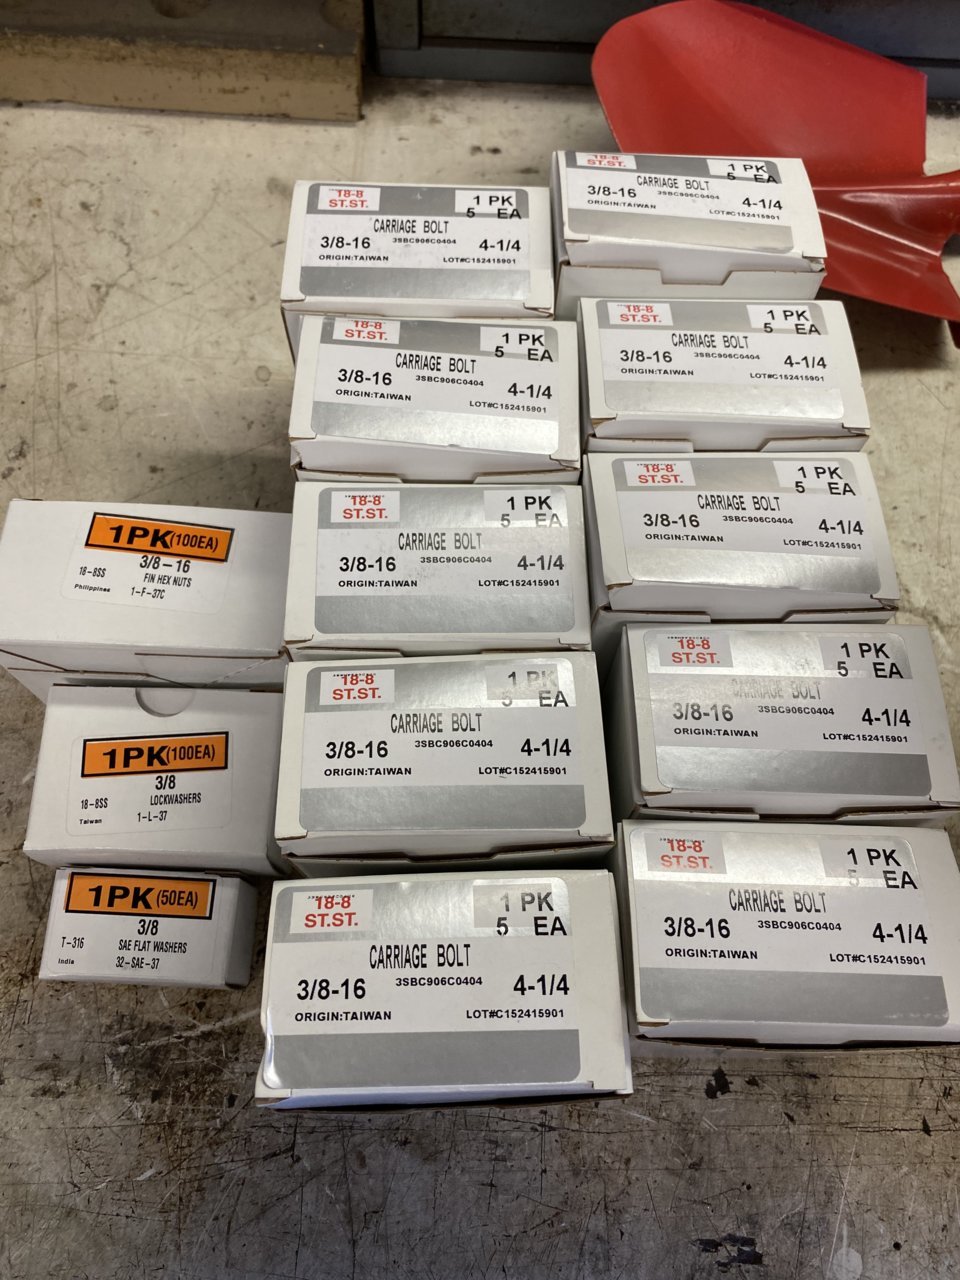 18-8
ST.ST.
1 PK
5 EA
CARRIAGE BOLT
3/8-16
3SBC906C0404
4-1/4
ORIGIN:TAIWAN
LOT#C152415901
18-8
ST.ST.
1 PK
5 EA
CARRIAGE BOLT
3/8-16
3SBC906C0404
4-1/4
ORIGIN:TAIWAN
LOT#C152415901
18-8
ST.ST.
1 PK
5 EA
CARRIAGE BOLT
3/8-16
3SBC906C0404
4-1/4
ORIGIN:TAIWAN
LOT#C152415901
18-8
ST.ST.
1 PK
5 EA
CARRIAGE BOLT
3/8-16
3SBC906C0404
4-1/4
ORIGIN:TAIWAN
LOT#C152415901
18-8
ST.ST.
1 PK
5 EA
CARRIAGE BOLT
3/8-16
3SBC906C0404
4-1/4
ORIGIN:TAIWAN
LOT#C152415901
18-8
ST.ST.
1 PK
5 EA
CARRIAGE BOLT
3/8-16
3SBC906C0404
4-1/4
ORIGIN:TAIWAN
LOT#C152415901
1PK(100EA)
3/8-16
18-8SS FIN HEX NUTS
Philippines 1-F-37C
18-8
ST.ST.
1 PK
5 EA
CARRIAGE BOLT
3/8-16
3SBC906C0404
4-1/4
ORIGIN:TAIWAN
LOT#C152415901
18-8
ST.ST.
1 PK
5 EA
CARRIAGE BOLT
3/8-16
3SBC906C0404
4-1/4
ORIGIN:TAIWAN
LOT#C152415901
1PK(100EA)
3/8
18-8SS LOCKWASHERS
Taiwan 1-L-37
18-8
ST.ST.
1 PK
5 EA
CARRIAGE BOLT
3/8-16
3SBC906C0404
4-1/4
ORIGIN:TAIWAN
LOT#C152415901
1PK(50EA)
3/8
T-316 SAE FLAT WASHERS
India 32-SAE-37
18-8
ST.ST.
1 PK
5 EA
CARRIAGE BOLT
3/8-16
3SBC906C0404
4-1/4
ORIGIN:TAIWAN
LOT#C152415901